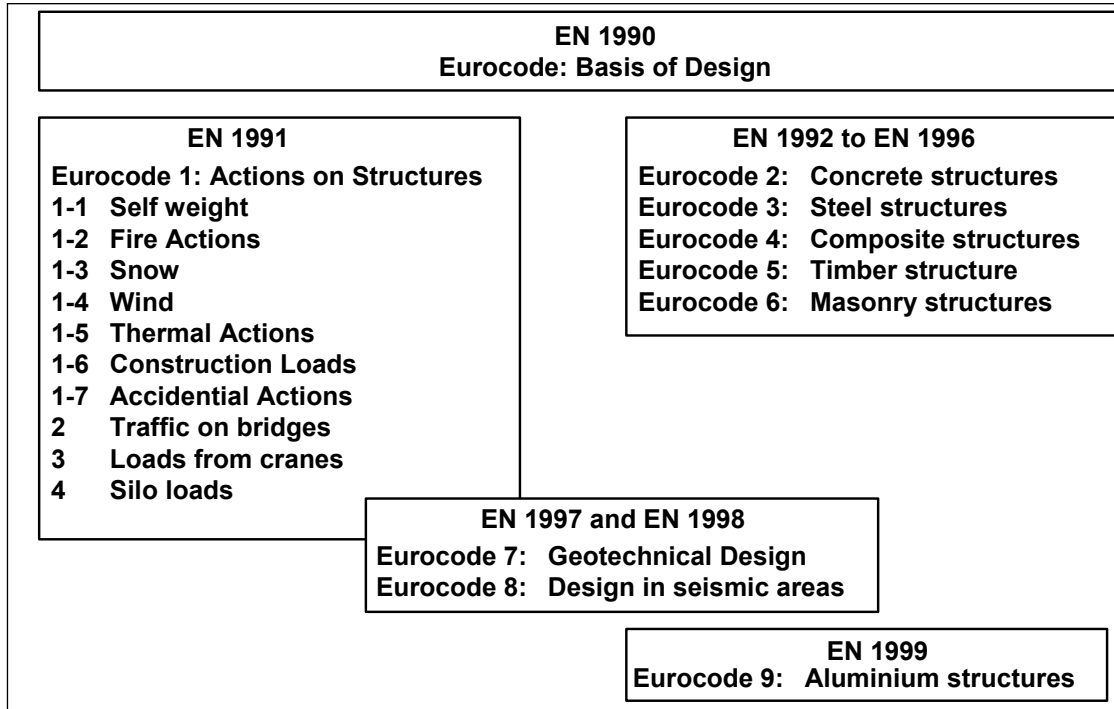 EN 1990
Eurocode: Basis of Design
EN 1991
Eurocode 1: Actions on Structures
1-1 Self weight
1-2 Fire Actions
1-3 Snow
1-4 Wind
1-5 Thermal Actions
1-6 Construction Loads
1-7 Accidential Actions
2 Traffic on bridges
3 Loads from cranes
4 Silo loads
EN 1992 to EN 1996
Eurocode 2: Concrete structures
Eurocode 3: Steel structures
Eurocode 4: Composite structures
Eurocode 5: Timber structure
Eurocode 6: Masonry structures
EN 1997 and EN 1998
Eurocode 7: Geotechnical Design
Eurocode 8: Design in seismic areas
EN 1999
Eurocode 9: Aluminium structures